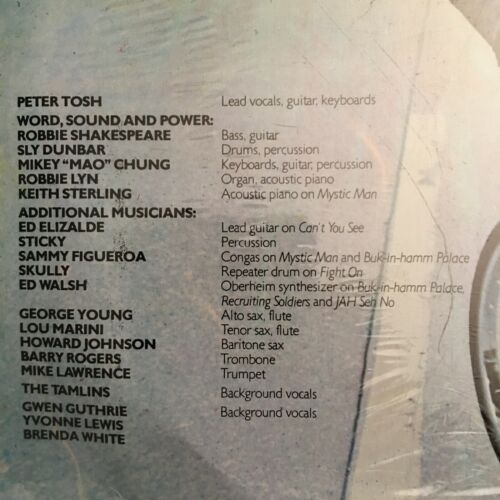 PETER TOSH Lead vocals, guitar, keyboards
WORD, SOUND AND POWER:
ROBBIE SHAKESPEARE Bass, guitar
SLY DUNBAR Drums, percussion
MIKEY "MAO" CHUNG Keyboards, guitar, percussion
ROBBIE LYN Organ, acoustic piano
KEITH STERLING Acoustic piano on Mystic Man
ADDITIONAL MUSICIANS:
ED ELIZALDE Lead guitar on Can't You See
STICKY Percussion
SAMMY FIGUEROA Congas on Mystic Man and Buk-in-hamm Palace
SKULLY Repeater drum on Fight On
ED WALSH Oberheim synthesizer on Buk-in-hamm Palace,
Recruiting Soldiers and JAH Seh No
GEORGE YOUNG Alto sax, flute
LOU MARINI Tenor sax, flute
HOWARD JOHNSON Baritone sax
BARRY ROGERS Trombone
MIKE LAWRENCE Trumpet
THE TAMLINS Background vocals
GWEN GUTHRIE Background vocals
YVONNE LEWIS
BRENDA WHITE